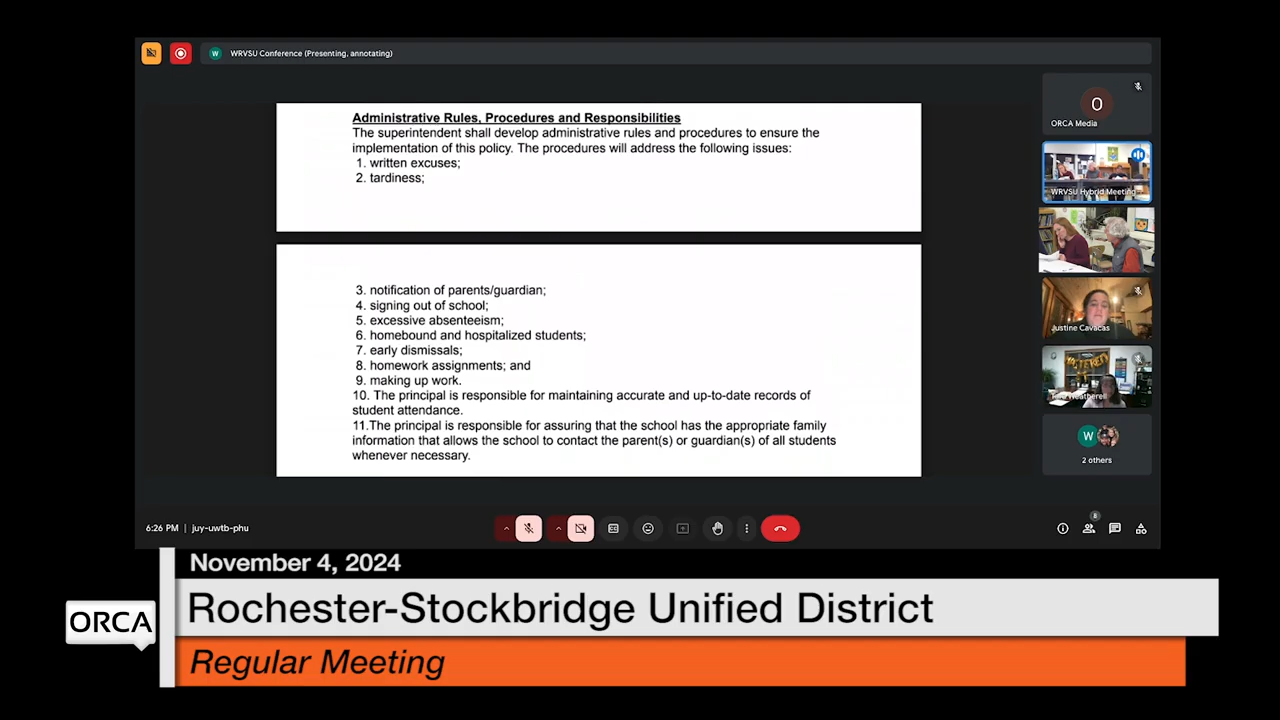 WRVSU Conference (Presenting, annotating)
Administrative Rules, Procedures and Responsibilities
The superintendent shall develop administrative rules and procedures to ensure the
implementation of this policy. The procedures will address the following issues:
1. written excuses;
2. tardiness;
3. notification of parents/guardian;
4. signing out of school;
5. excessive absenteeism;
6. homebound and hospitalized students;
7. early dismissals;
8. homework assignments; and
9. making up work.
10. The principal is responsible for maintaining accurate and up-to-date records of
student attendance.
11.The principal is responsible for assuring that the school has the appropriate family
information that allows the school to contact the parent(s) or guardian(s) of all students
whenever necessary.
O
ORCA Media
WRVSU Hybrid Meeting
Justine Cavacas
Weatherell
W
2 others
6:26 PM | juy-uwtb-phu
8
November 4, 2024
ORCA
Rochester-Stockbridge Unified District
Regular Meeting